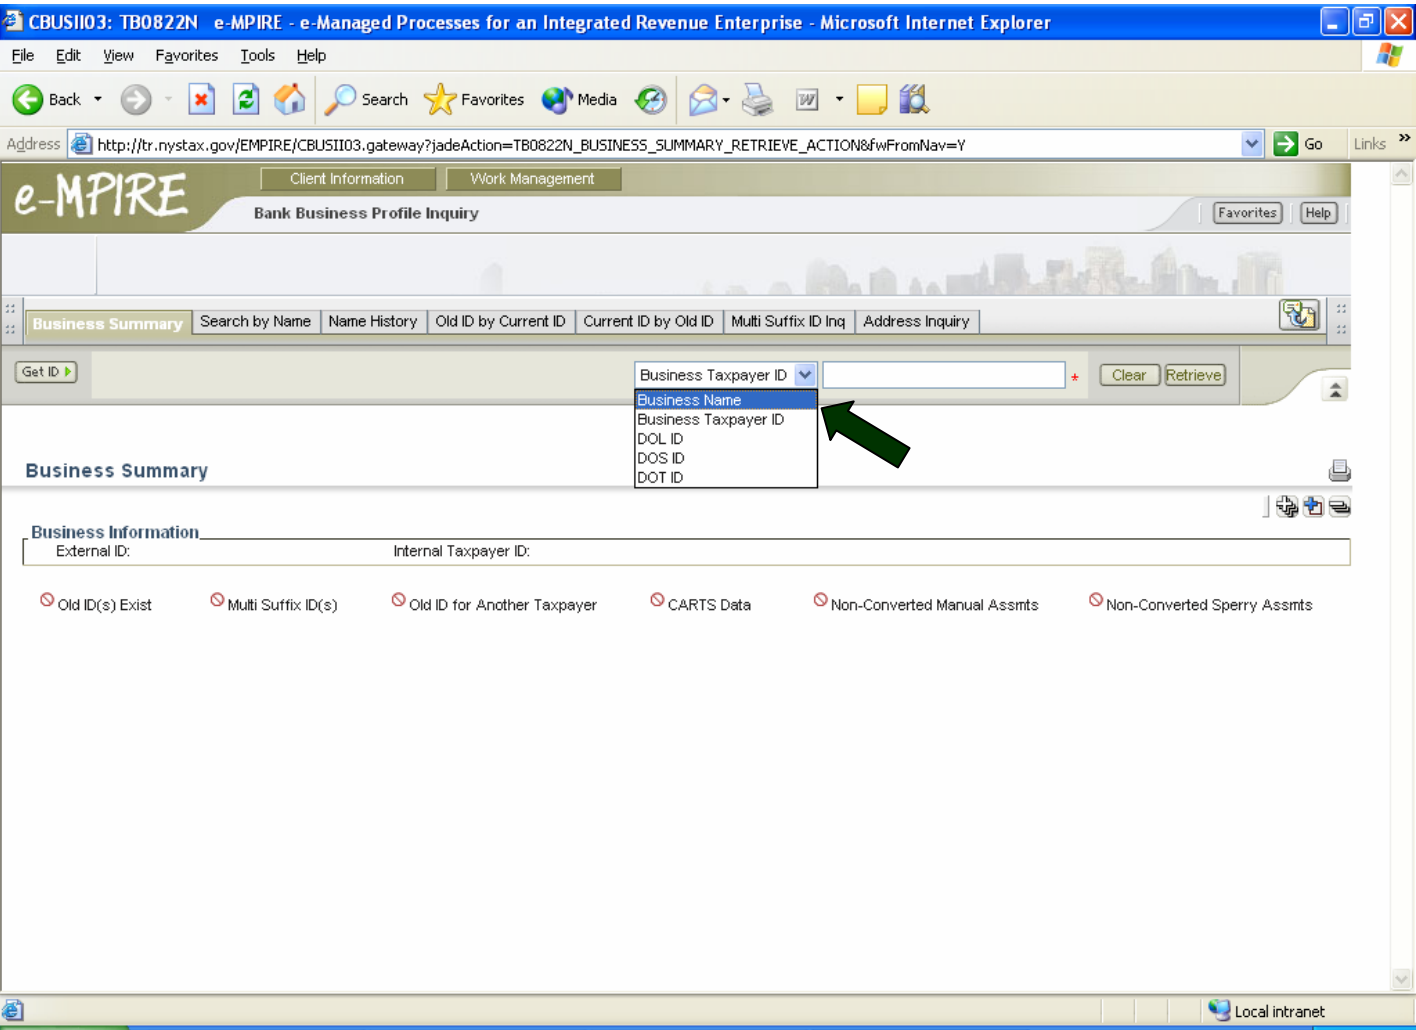 CBUSII03: TB0822N e-MPIRE - e-Managed Processes for an Integrated Revenue Enterprise - Microsoft Internet Explorer
File Edit View Favorites Tools Help
Back Search Favorites Media
Address http://tr.nystax.gov/EMPIRE/CBUSII03.gateway?jadeAction=TB0822N_BUSINESS_SUMMARY_RETRIEVE_ACTION&fwFromNav=Y Go Links »
e-MPIRE
Client Information Work Management
Bank Business Profile Inquiry Favorites Help
Business Summary Search by Name Name History Old ID by Current ID Current ID by Old ID Multi Suffix ID Inq Address Inquiry
Get ID Business Taxpayer ID * Clear Retrieve
Business Name
Business Taxpayer ID
DOL ID
DOS ID
DOT ID
Business Summary
Business Information
External ID: Internal Taxpayer ID:
Old ID(s) Exist Multi Suffix ID(s) Old ID for Another Taxpayer CARTS Data Non-Converted Manual Assmts Non-Converted Sperry Assmts
Local intranet